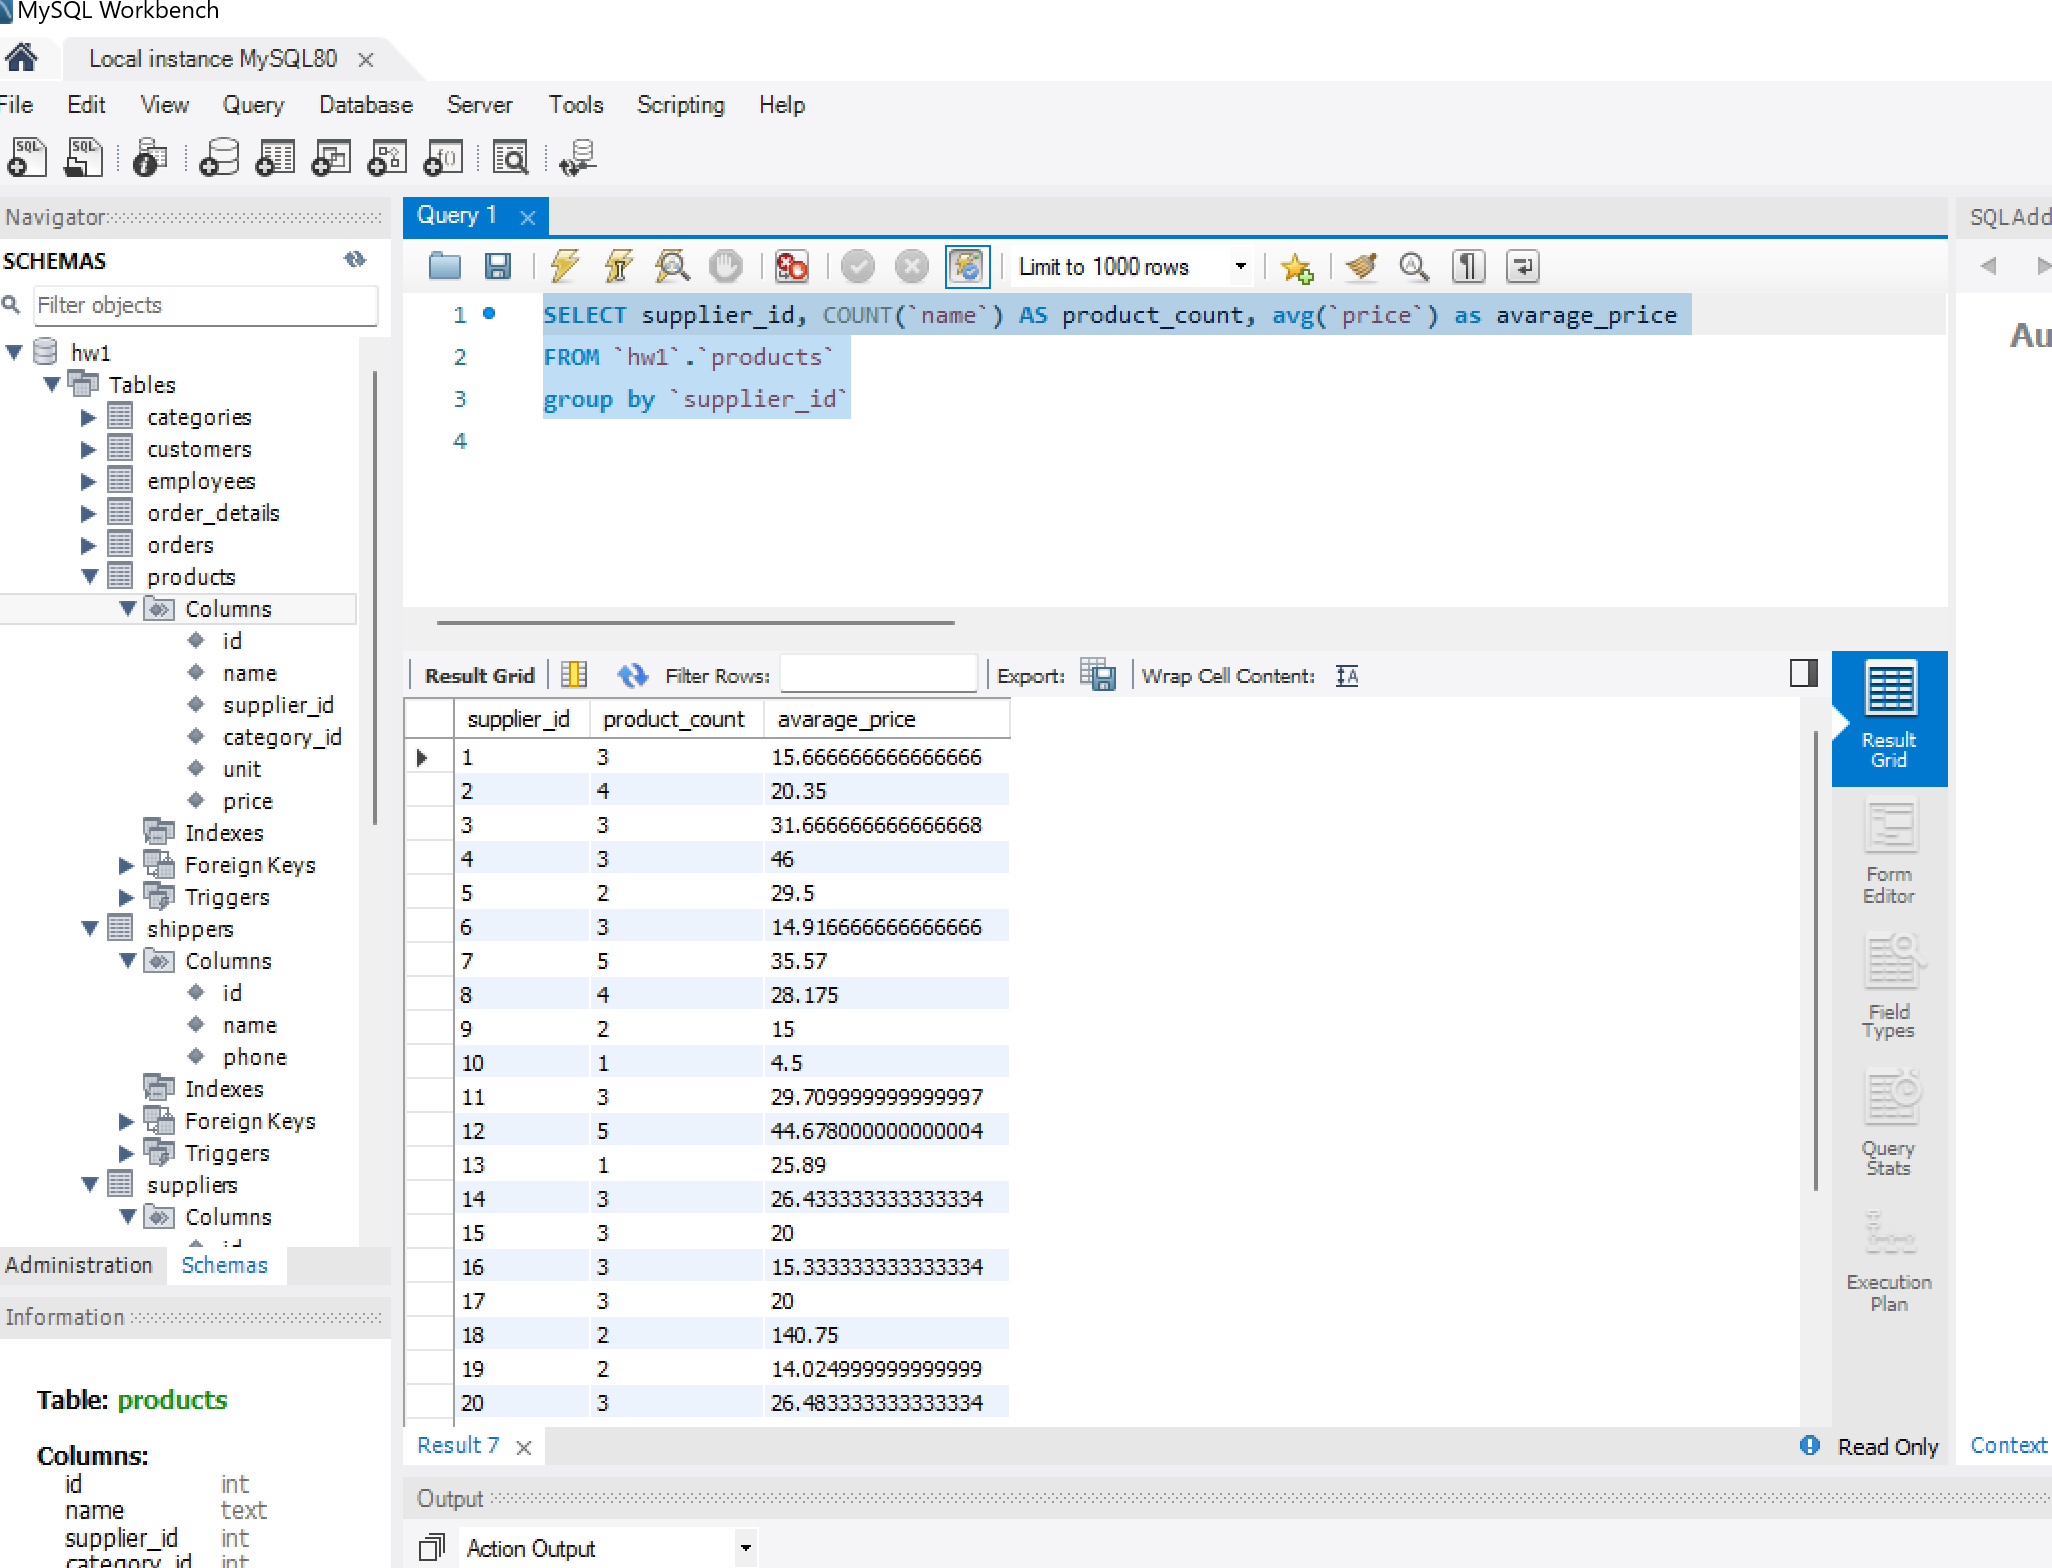 MySQL Workbench
Local instance MySQL80
File Edit View Query Database Server Tools Scripting Help
Navigator
SCHEMAS
Filter objects
hw1
Tables
categories
customers
employees
order_details
orders
products
Columns
id
name
supplier_id
category_id
unit
price
Indexes
Foreign Keys
Triggers
shippers
Columns
id
name
phone
Indexes
Foreign Keys
Triggers
suppliers
Columns
id
Administration Schemas
Information
Table: products
Columns:
id int
name text
supplier_id int
category_id int
Query 1
Limit to 1000 rows
1 SELECT supplier_id, COUNT(`name`) AS product_count, avg(`price`) as avarage_price
2 FROM `hw1`.`products`
3 group by `supplier_id`
4
Result Grid Filter Rows: Export: Wrap Cell Content:
supplier_id product_count avarage_price
1 3 15.666666666666666
2 4 20.35
3 3 31.666666666666668
4 3 46
5 2 29.5
6 3 14.916666666666666
7 5 35.57
8 4 28.175
9 2 15
10 1 4.5
11 3 29.709999999999997
12 5 44.678000000000004
13 1 25.89
14 3 26.433333333333334
15 3 20
16 3 15.333333333333334
17 3 20
18 2 140.75
19 2 14.024999999999999
20 3 26.483333333333334
Result 7
Read Only
Output
Action Output
Result
Grid
Form
Editor
Field
Types
Query
Stats
Execution
Plan
SQLAdd
Au
Context